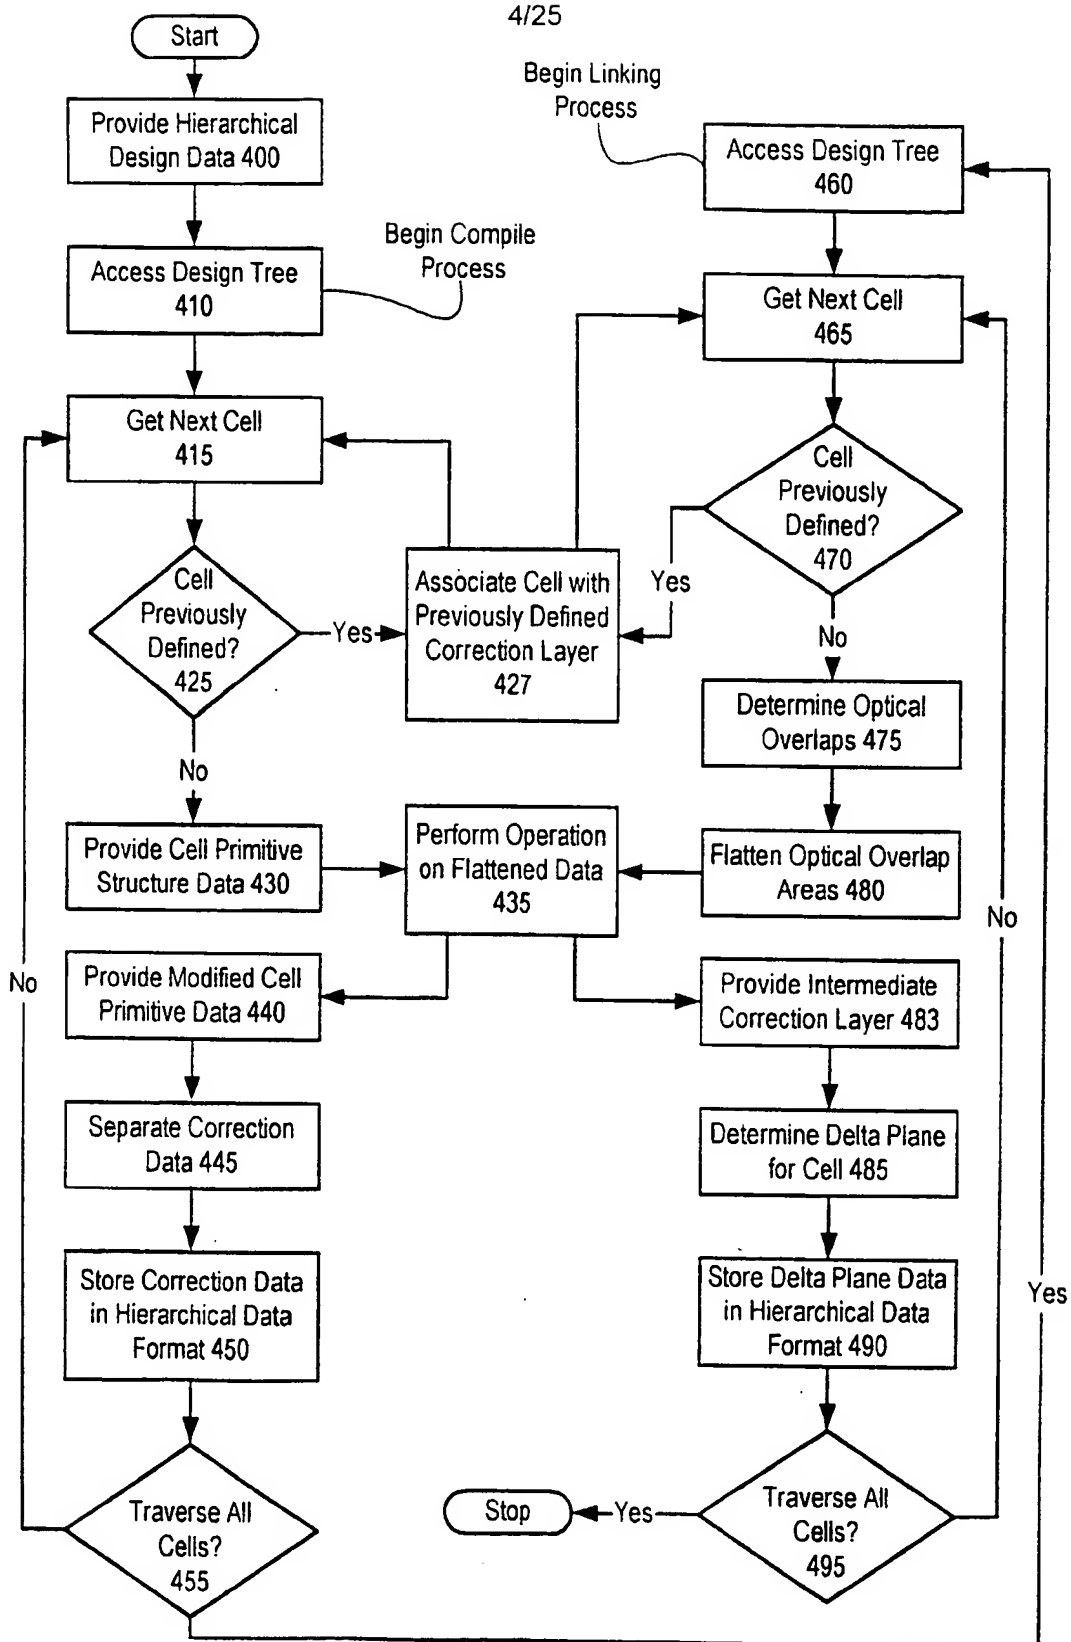 4/25
Start
Provide Hierarchical
Design Data 400
Access Design Tree
410
Begin Compile
Process
Get Next Cell
415
Cell
Previously
Defined?
425
Yes
No
Associate Cell with
Previously Defined
Correction Layer
427
Provide Cell Primitive
Structure Data 430
Perform Operation
on Flattened Data
435
Provide Modified Cell
Primitive Data 440
Separate Correction
Data 445
Store Correction Data
in Hierarchical Data
Format 450
Traverse All
Cells?
455
No
Yes
Begin Linking
Process
Access Design Tree
460
Get Next Cell
465
Cell
Previously
Defined?
470
Yes
No
Determine Optical
Overlaps 475
Flatten Optical Overlap
Areas 480
Provide Intermediate
Correction Layer 483
Determine Delta Plane
for Cell 485
Store Delta Plane Data
in Hierarchical Data
Format 490
Traverse All
Cells?
495
No
Yes
Stop